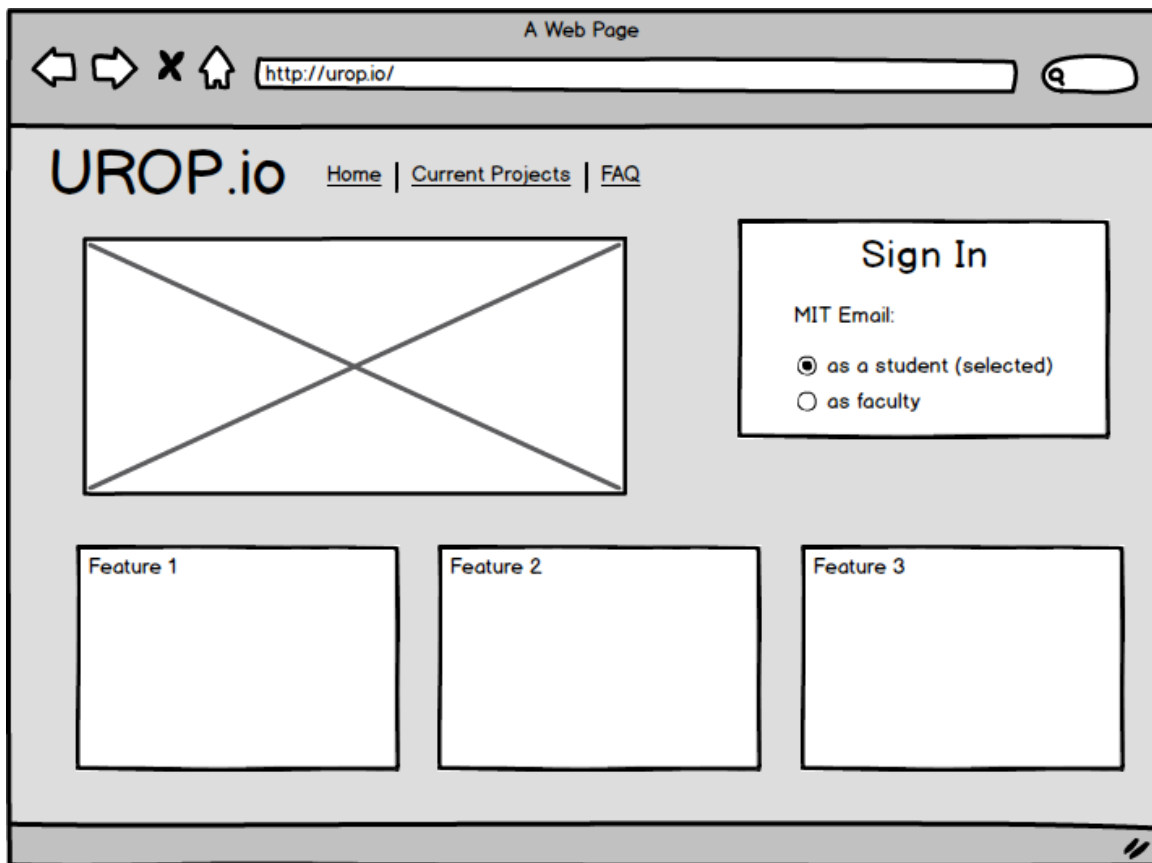 A Web Page
http://urop.io/
UROP.io
Home | Current Projects | FAQ
Sign In
MIT Email:
as a student (selected)
as faculty
Feature 1
Feature 2
Feature 3